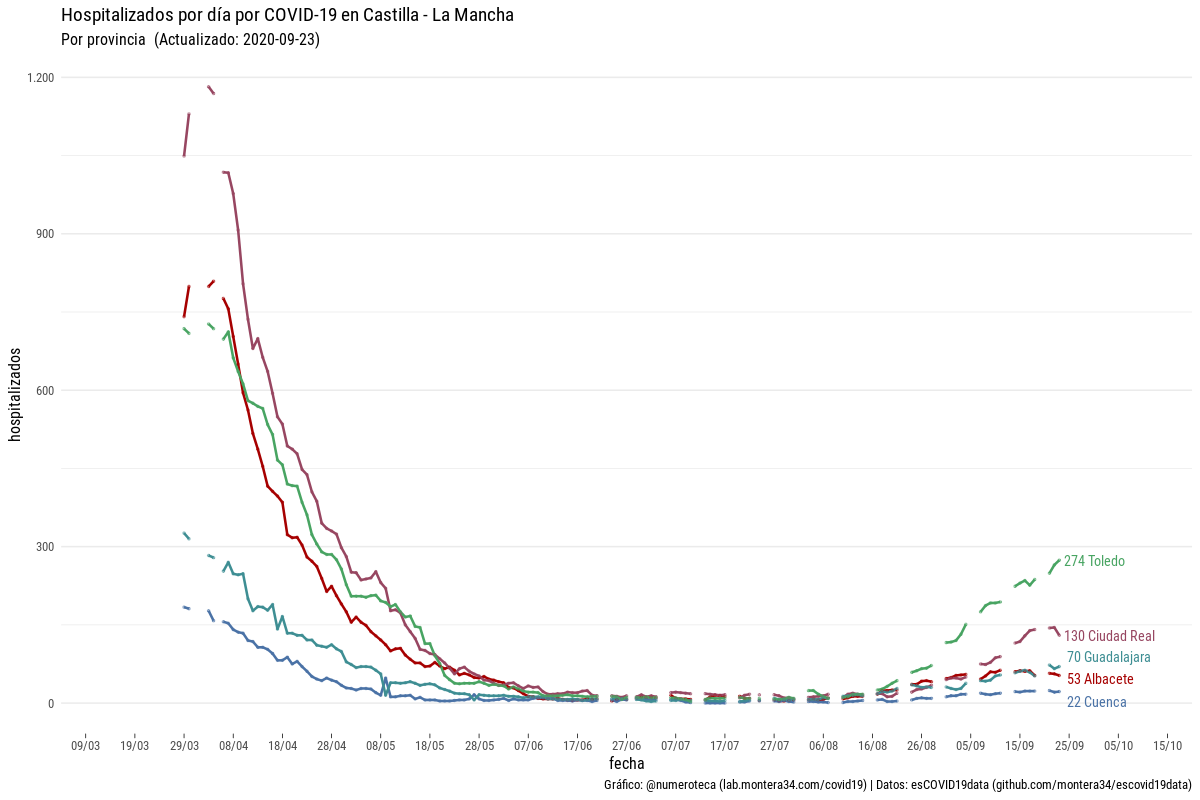 Hospitalizados por día por COVID-19 en Castilla - La Mancha
Por provincia  (Actualizado: 2020-09-23)
hospitalizados
1.200
900
600
300
0
274 Toledo
130 Ciudad Real
70 Guadalajara
53 Albacete
22 Cuenca
09/03 19/03 29/03 08/04 18/04 28/04 08/05 18/05 28/05 07/06 17/06 27/06 07/07 17/07 27/07 06/08 16/08 26/08 05/09 15/09 25/09 05/10 15/10
fecha
Gráfico: @numeroteca (lab.montera34.com/covid19) | Datos: esCOVID19data (github.com/montera34/escovid19data)